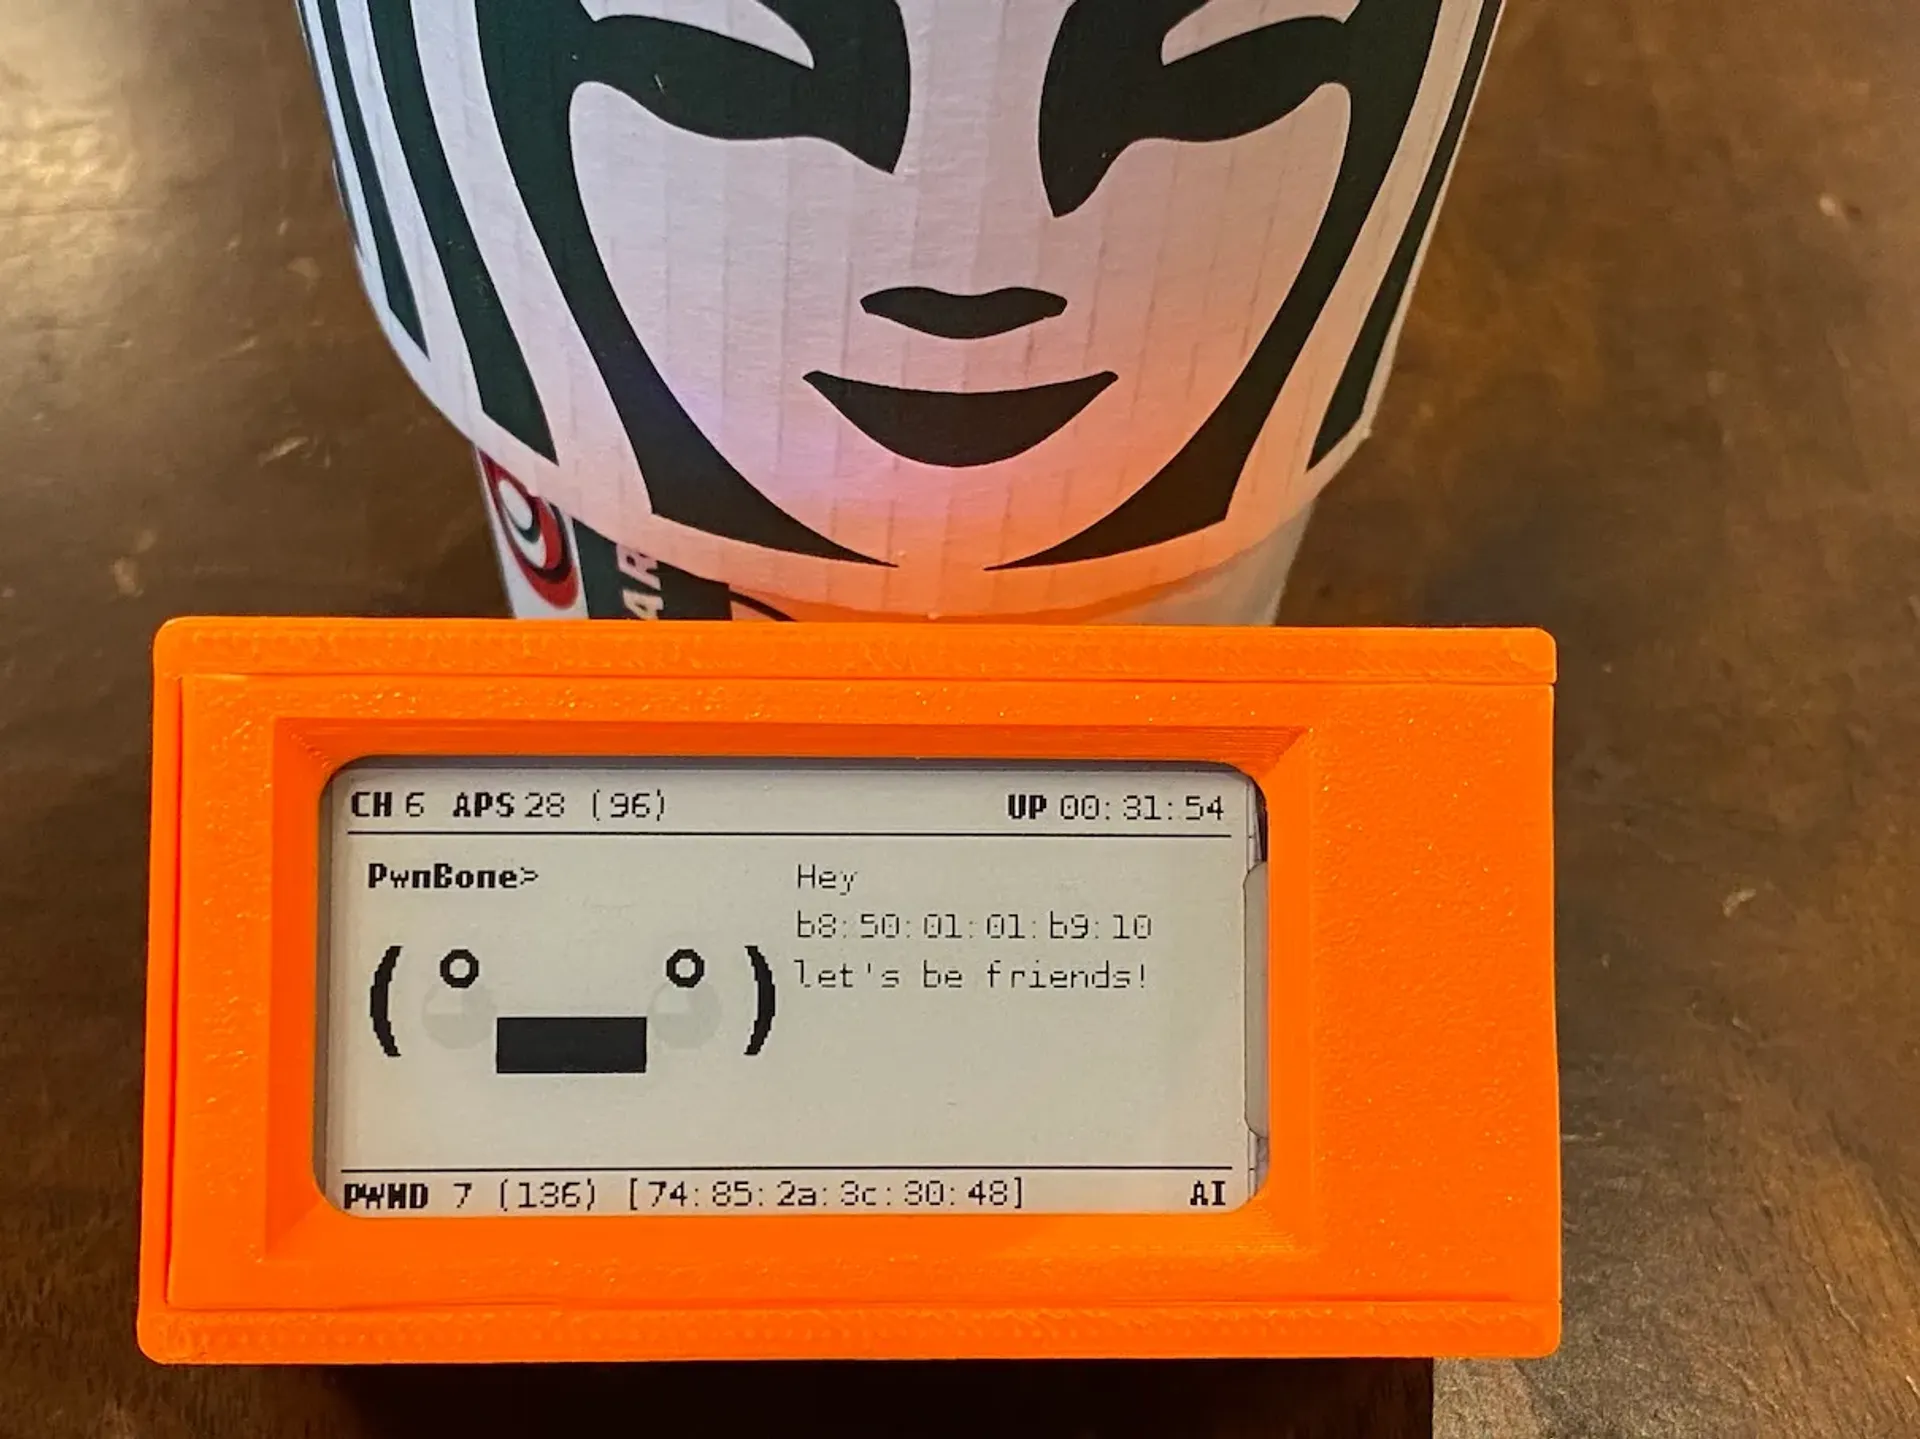 AR
CH 6 APS 28 (96) UP 00:31:54
PwnBone>
Hey
b8:50:01:01:b9:10
let's be friends!
PWND 7 (136) [74:85:2a:3c:30:48] AI